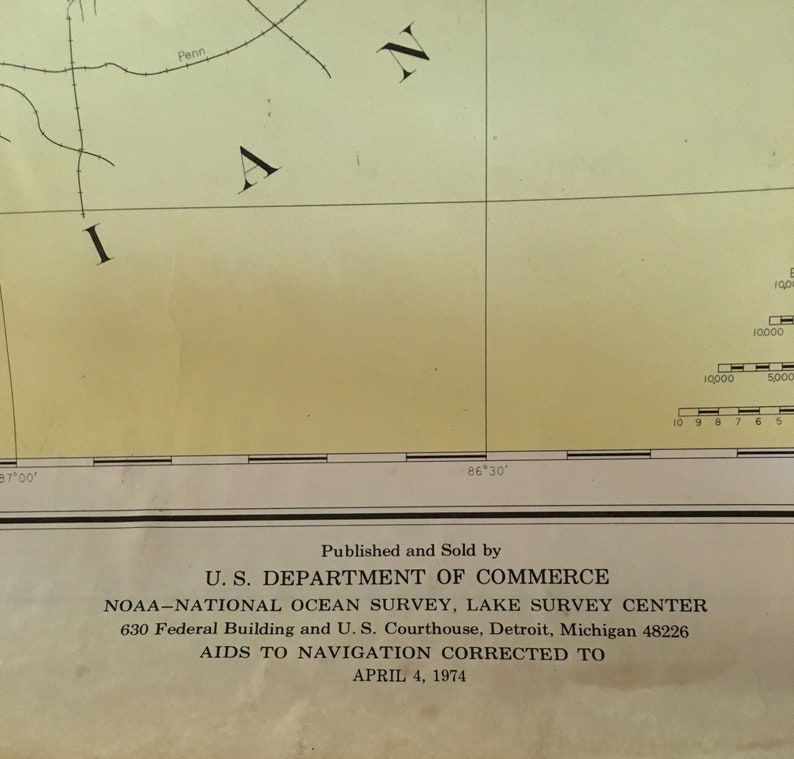 Penn
N
A
I
10,000
10,000 5,000
10 9 8 7 6 5
87°00'
86°30'
Published and Sold by
U. S. DEPARTMENT OF COMMERCE
NOAA–NATIONAL OCEAN SURVEY, LAKE SURVEY CENTER
630 Federal Building and U. S. Courthouse, Detroit, Michigan 48226
AIDS TO NAVIGATION CORRECTED TO
APRIL 4, 1974